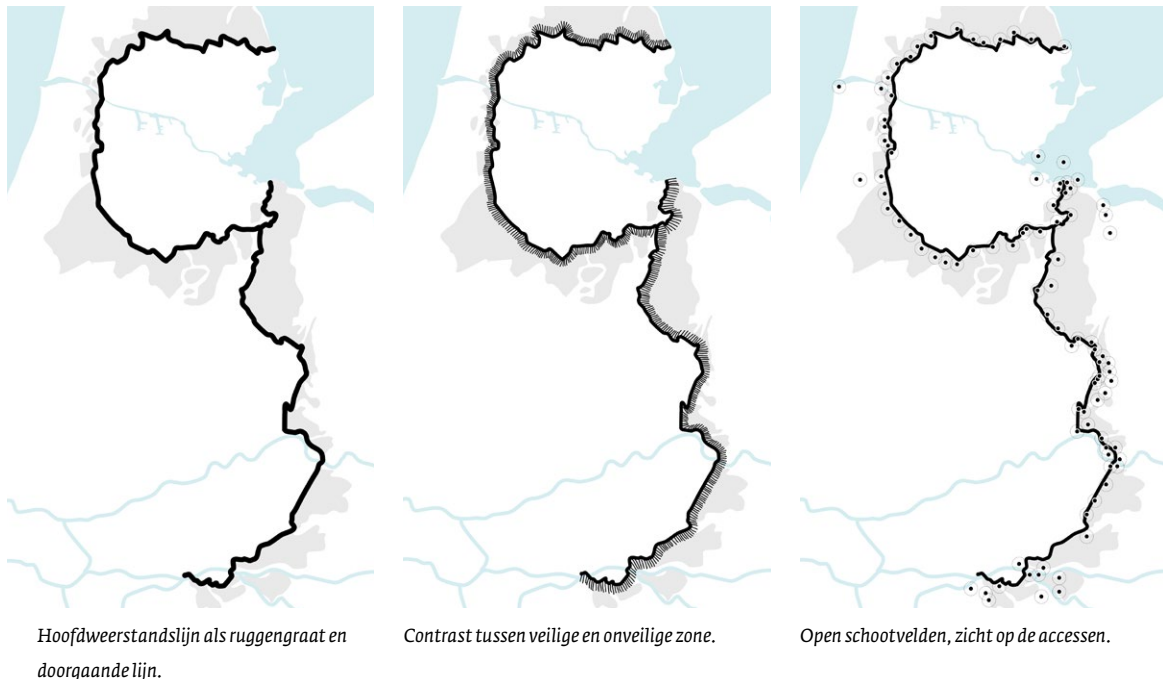 Hoofdweerstandslijn als ruggengraat en
doorgaande lijn.
Contrast tussen veilige en onveilige zone.
Open schootvelden, zicht op de accessen.